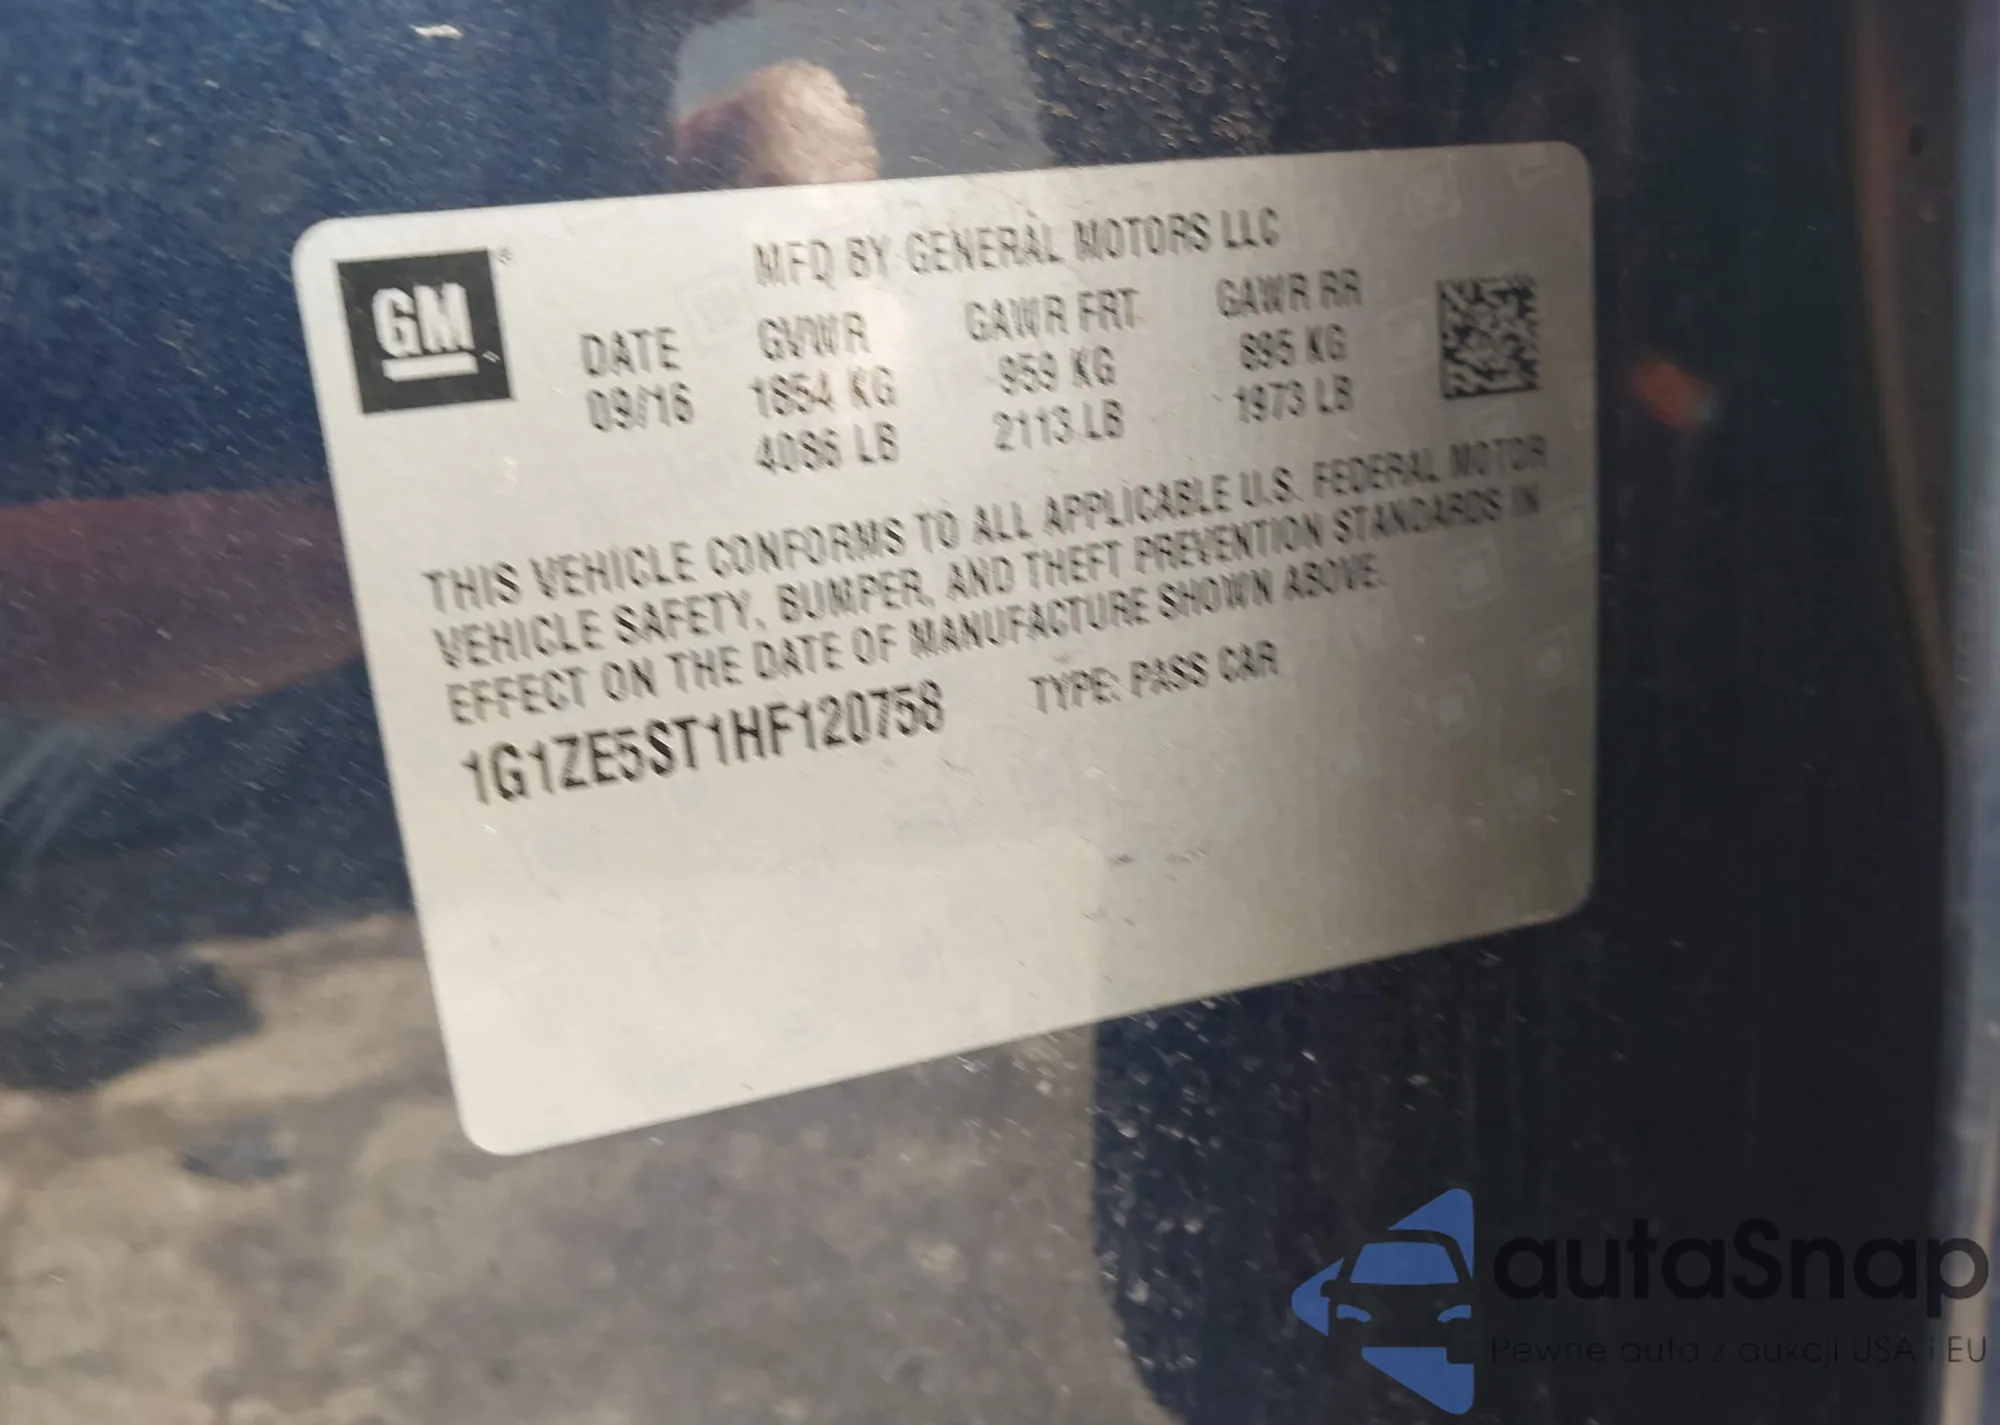 GM
MFD BY GENERAL MOTORS LLC
DATE GVWR GAWR FRT GAWR RR
09/16 1854 KG 959 KG 895 KG
4086 LB 2113 LB 1973 LB
THIS VEHICLE CONFORMS TO ALL APPLICABLE U.S. FEDERAL MOTOR
VEHICLE SAFETY, BUMPER, AND THEFT PREVENTION STANDARDS IN
EFFECT ON THE DATE OF MANUFACTURE SHOWN ABOVE.
1G1ZE5ST1HF120758 TYPE: PASS CAR
autaSnap
Pewne auta z aukcji USA i EU